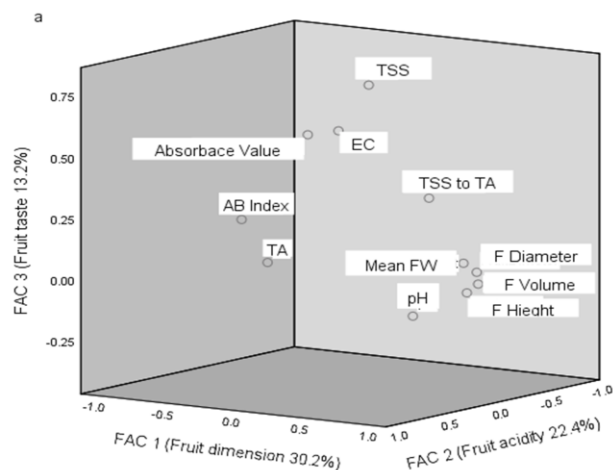 a
TSS
0.75
Absorbace Value
EC
0.50
TSS to TA
AB Index
0.25
TA
F Diameter
Mean FW
0.00
F Volume
pH
F Hieght
-0.25
FAC 3 (Fruit taste 13.2%)
-1.0
0.0
0.5
1.0
1.0
0.5
0.0
-0.5
-1.0
FAC 1 (Fruit dimension 30.2%)
FAC 2 (Fruit acidity 22.4%)